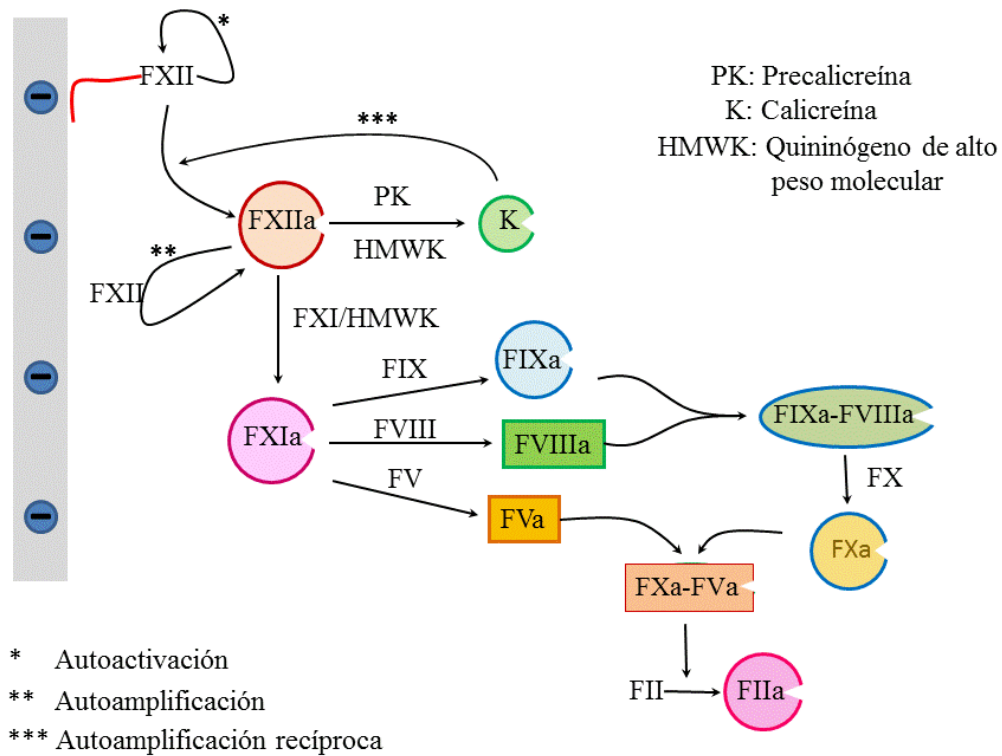 *
FXII
PK: Precalicreína
K: Calicreína
HMWK: Quininógeno de alto
peso molecular
***
PK
FXIIa
K
HMWK
**
FXII
FXI/HMWK
FIX
FIXa
FXIa
FVIII
FVIIIa
FIXa-FVIIIa
FV
FX
FVa
FXa
FXa-FVa
FII
FIIa
* Autoactivación
** Autoamplificación
*** Autoamplificación recíproca